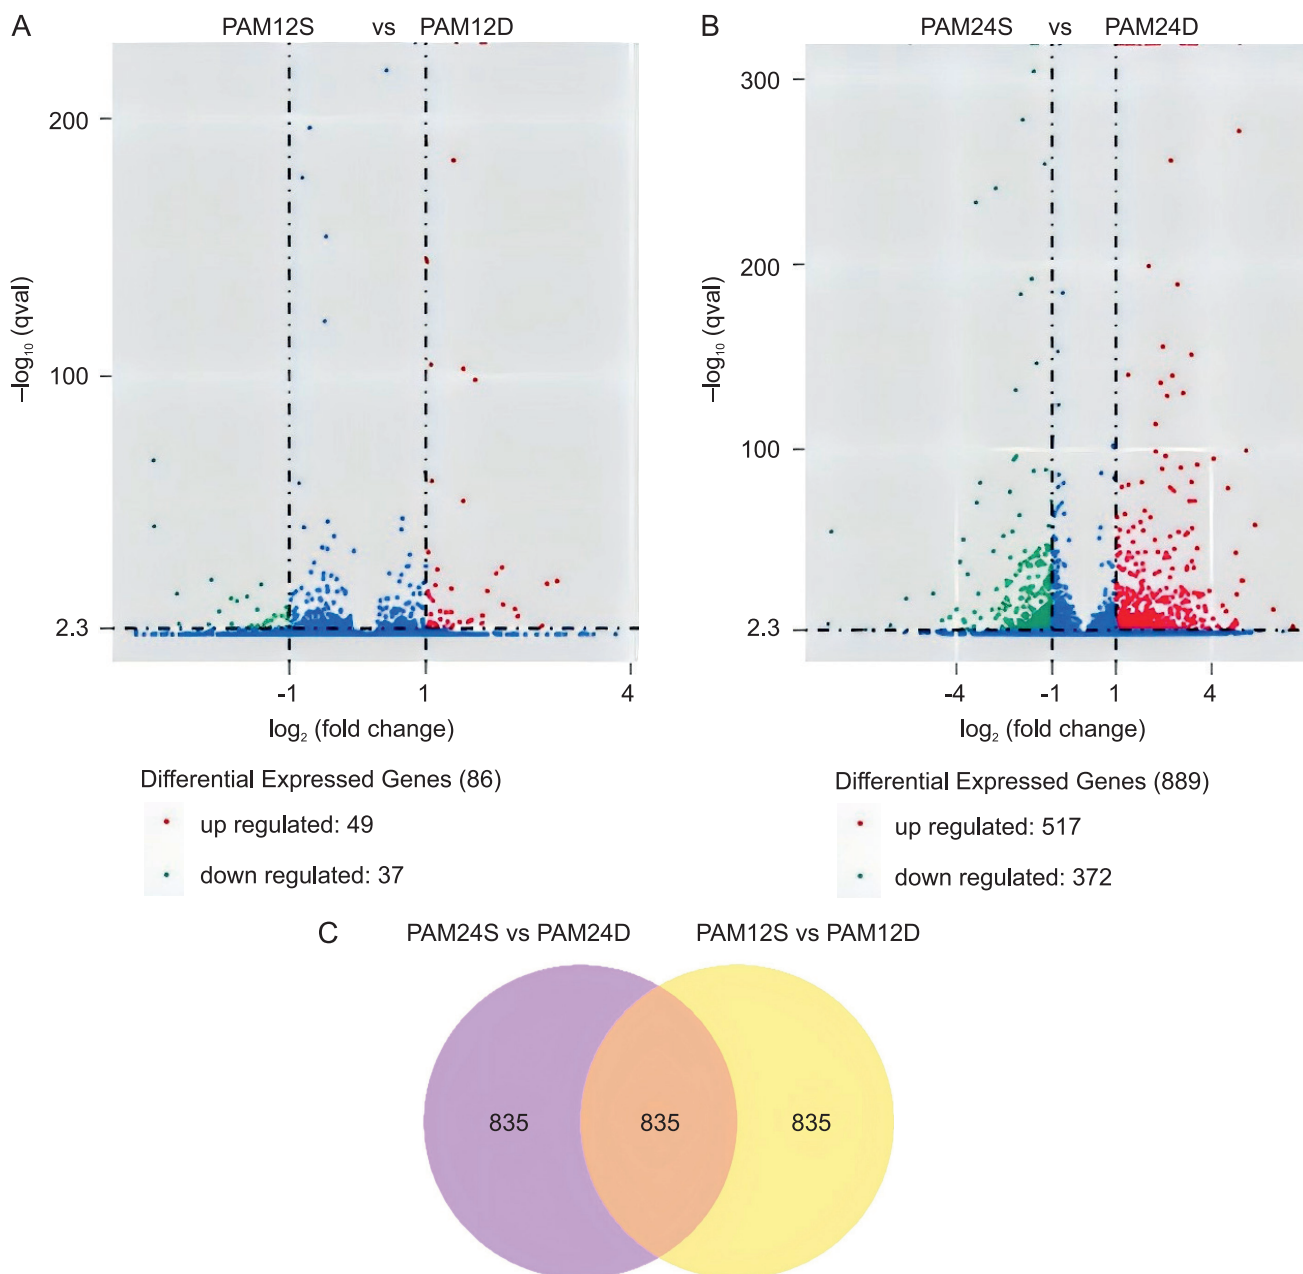 A
PAM12S vs PAM12D
200
100
2.3
–log₁₀ (qval)
-1 1 4
log₂ (fold change)
Differential Expressed Genes (86)
up regulated: 49
down regulated: 37
B
PAM24S vs PAM24D
300
200
100
2.3
–log₁₀ (qval)
-4 -1 1 4
log₂ (fold change)
Differential Expressed Genes (889)
up regulated: 517
down regulated: 372
C
PAM24S vs PAM24D PAM12S vs PAM12D
835 835 835